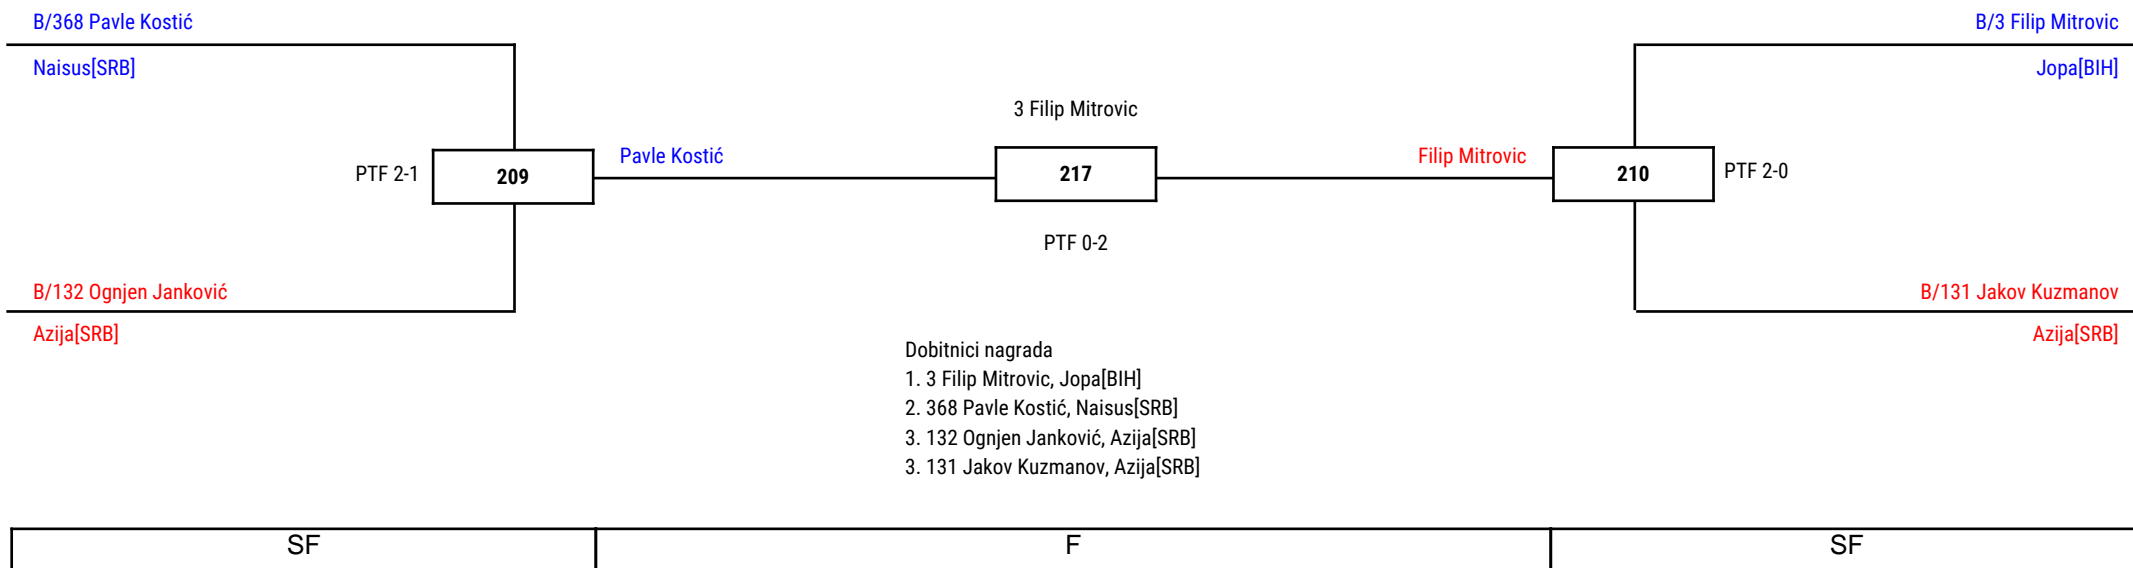 B/368 Pavle Kostić
Naisus[SRB]
PTF 2-1
209
B/132 Ognjen Janković
Azija[SRB]
Pavle Kostić
3 Filip Mitrovic
217
PTF 0-2
Filip Mitrovic
B/3 Filip Mitrovic
Jopa[BIH]
210
PTF 2-0
B/131 Jakov Kuzmanov
Azija[SRB]
Dobitnici nagrada
1. 3 Filip Mitrovic, Jopa[BIH]
2. 368 Pavle Kostić, Naisus[SRB]
3. 132 Ognjen Janković, Azija[SRB]
3. 131 Jakov Kuzmanov, Azija[SRB]
SF
F
SF